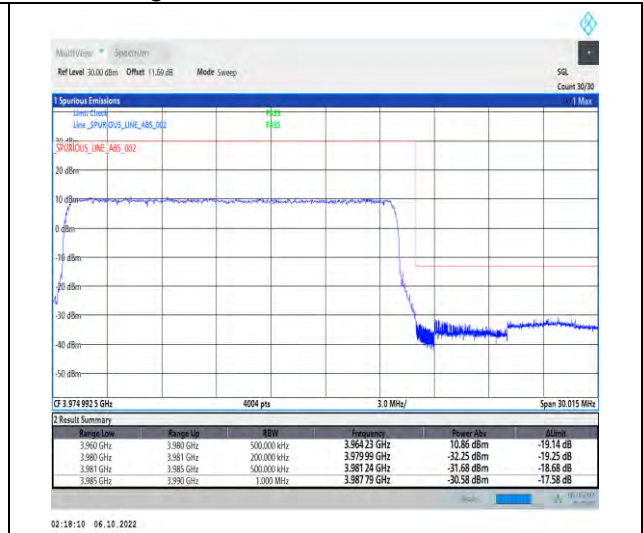 MultiView Spectrum
Ref Level 30.00 dBm Offset 11.69 dB Mode Sweep SGL
Count 30/30
1 Spurious Emissions 1 Max
Limit Check PASS
Line _SPURIOUS_LINE_ABS_002 PASS
30 dBm
_SPURIOUS_LINE_ABS_002
20 dBm
10 dBm
0 dBm
-10 dBm
-20 dBm
-30 dBm
-40 dBm
-50 dBm
CF 3.974 992 5 GHz 4004 pts 3.0 MHz/ Span 30.015 MHz
2 Result Summary
Range Low Range Up RBW Frequency Power Abs ΔLimit
3.960 GHz 3.980 GHz 500.000 kHz 3.964 23 GHz 10.86 dBm -19.14 dB
3.980 GHz 3.981 GHz 200.000 kHz 3.979 99 GHz -32.25 dBm -19.25 dB
3.981 GHz 3.985 GHz 500.000 kHz 3.981 24 GHz -31.68 dBm -18.68 dB
3.985 GHz 3.990 GHz 1.000 MHz 3.987 79 GHz -30.58 dBm -17.58 dB
Ready
02:18:10 06.10.2022